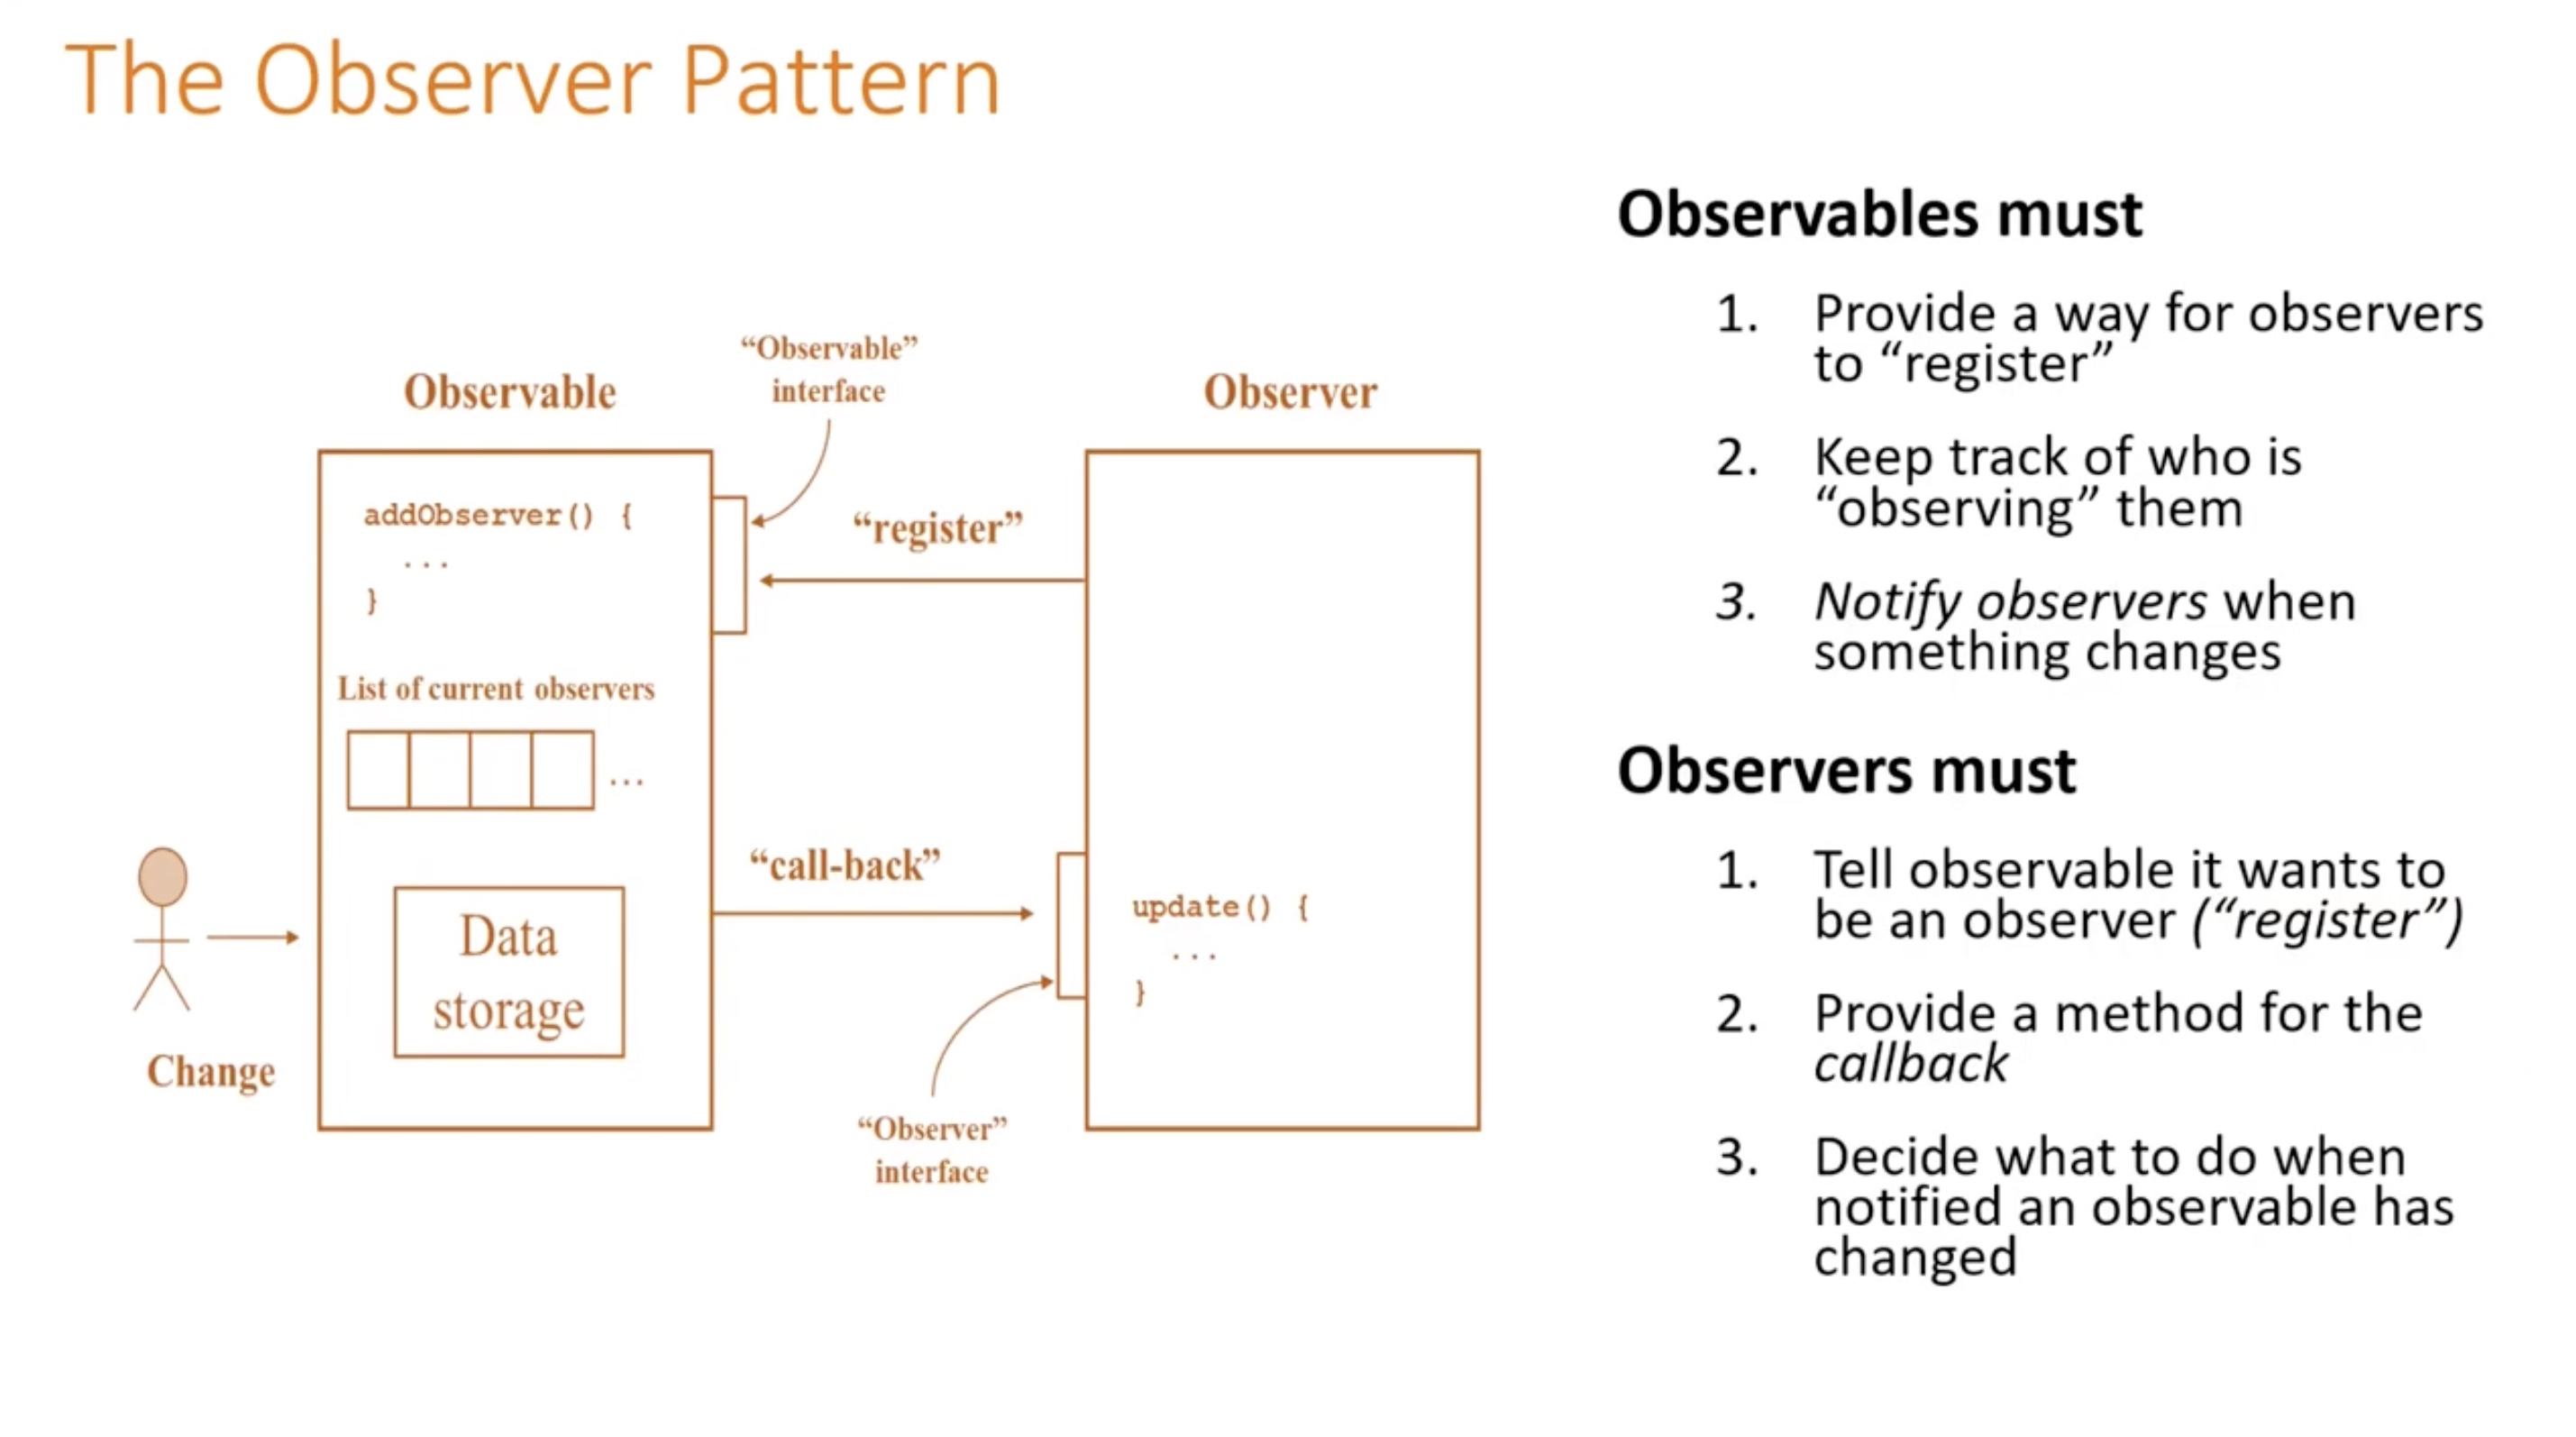 The Observer Pattern
“Observable”
interface
Observable
Observer
addObserver() {
...
}
“register”
List of current observers
...
“call-back”
Data
storage
update() {
...
}
Change
“Observer”
interface
Observables must
1. Provide a way for observers
to “register”
2. Keep track of who is
“observing” them
3. Notify observers when
something changes
Observers must
1. Tell observable it wants to
be an observer (“register”)
2. Provide a method for the
callback
3. Decide what to do when
notified an observable has
changed